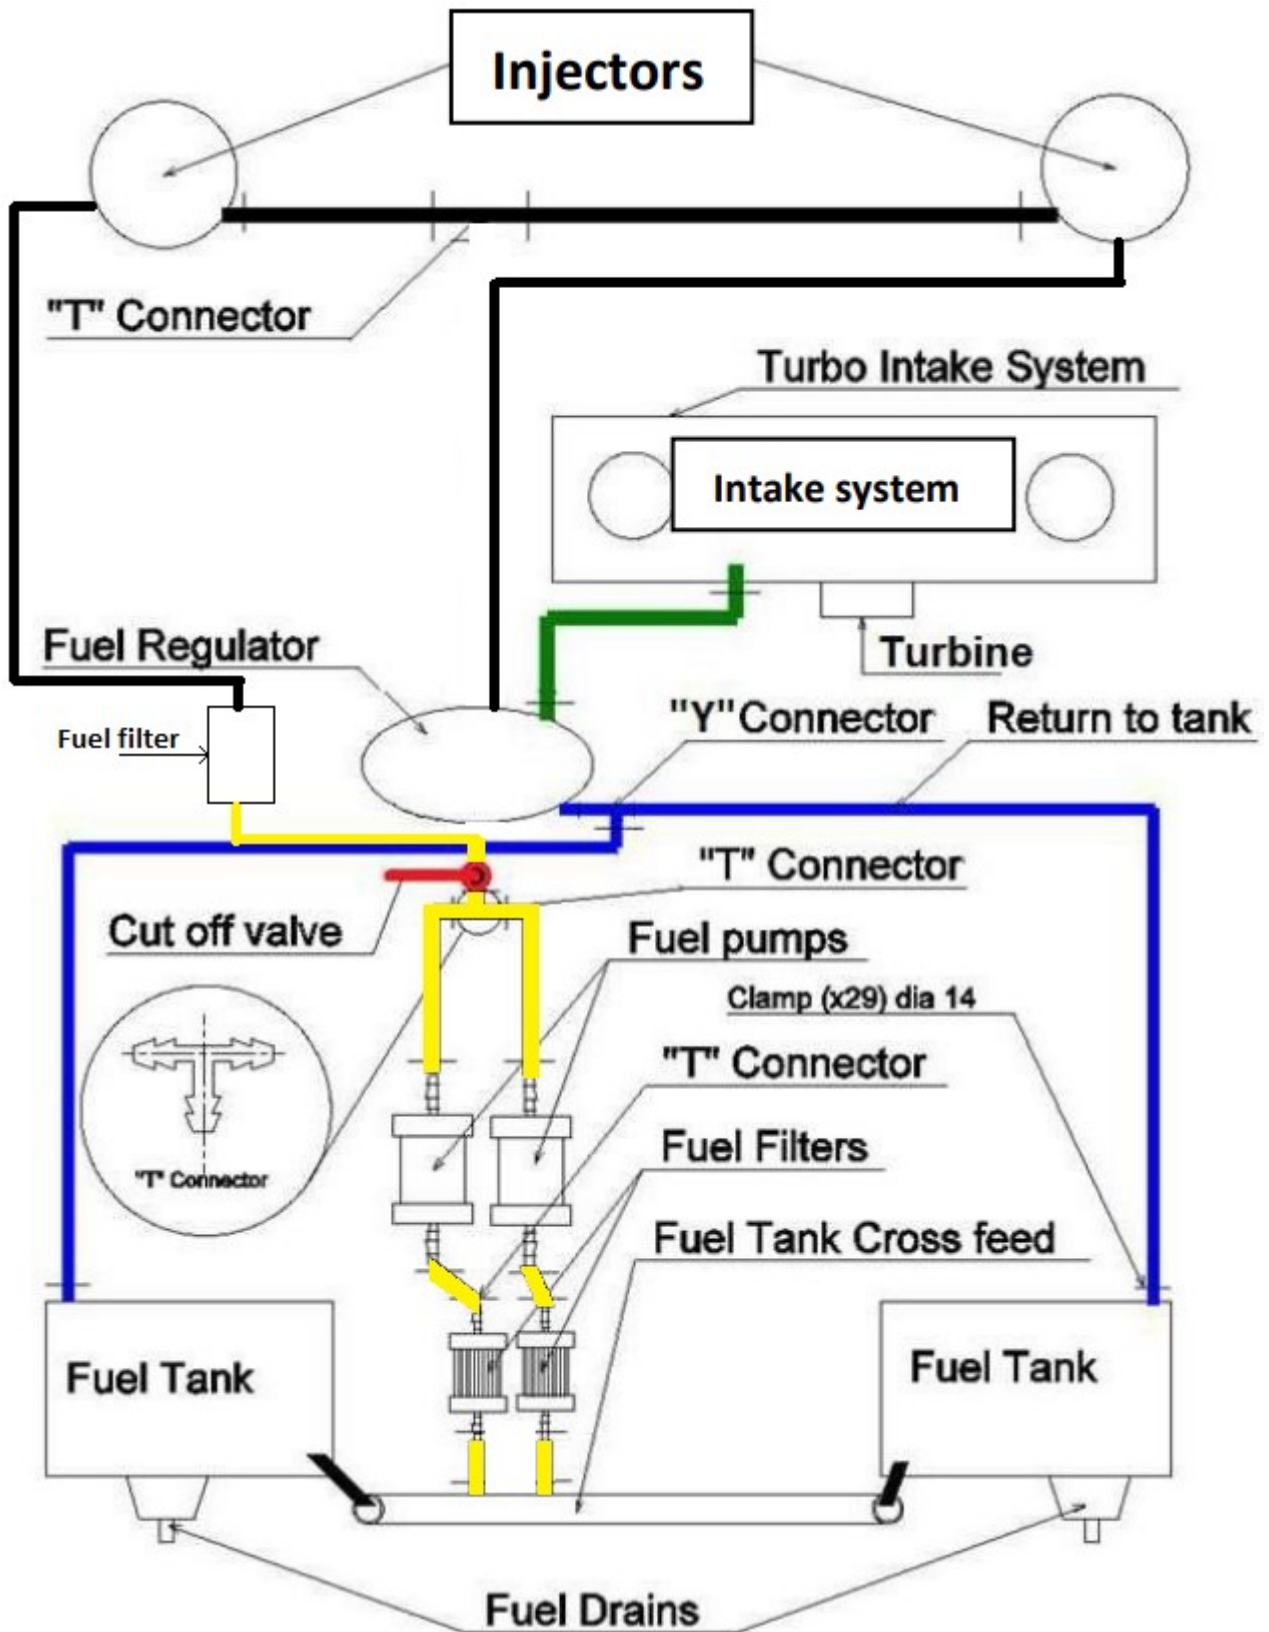 Injectors
"T" Connector
Turbo Intake System
Intake system
Fuel Regulator
Turbine
"Y" Connector
Return to tank
Fuel filter
"T" Connector
Cut off valve
Fuel pumps
Clamp (x29) dia 14
"T" Connector
Fuel Filters
"T" Connector
Fuel Tank Cross feed
Fuel Tank
Fuel Tank
Fuel Drains